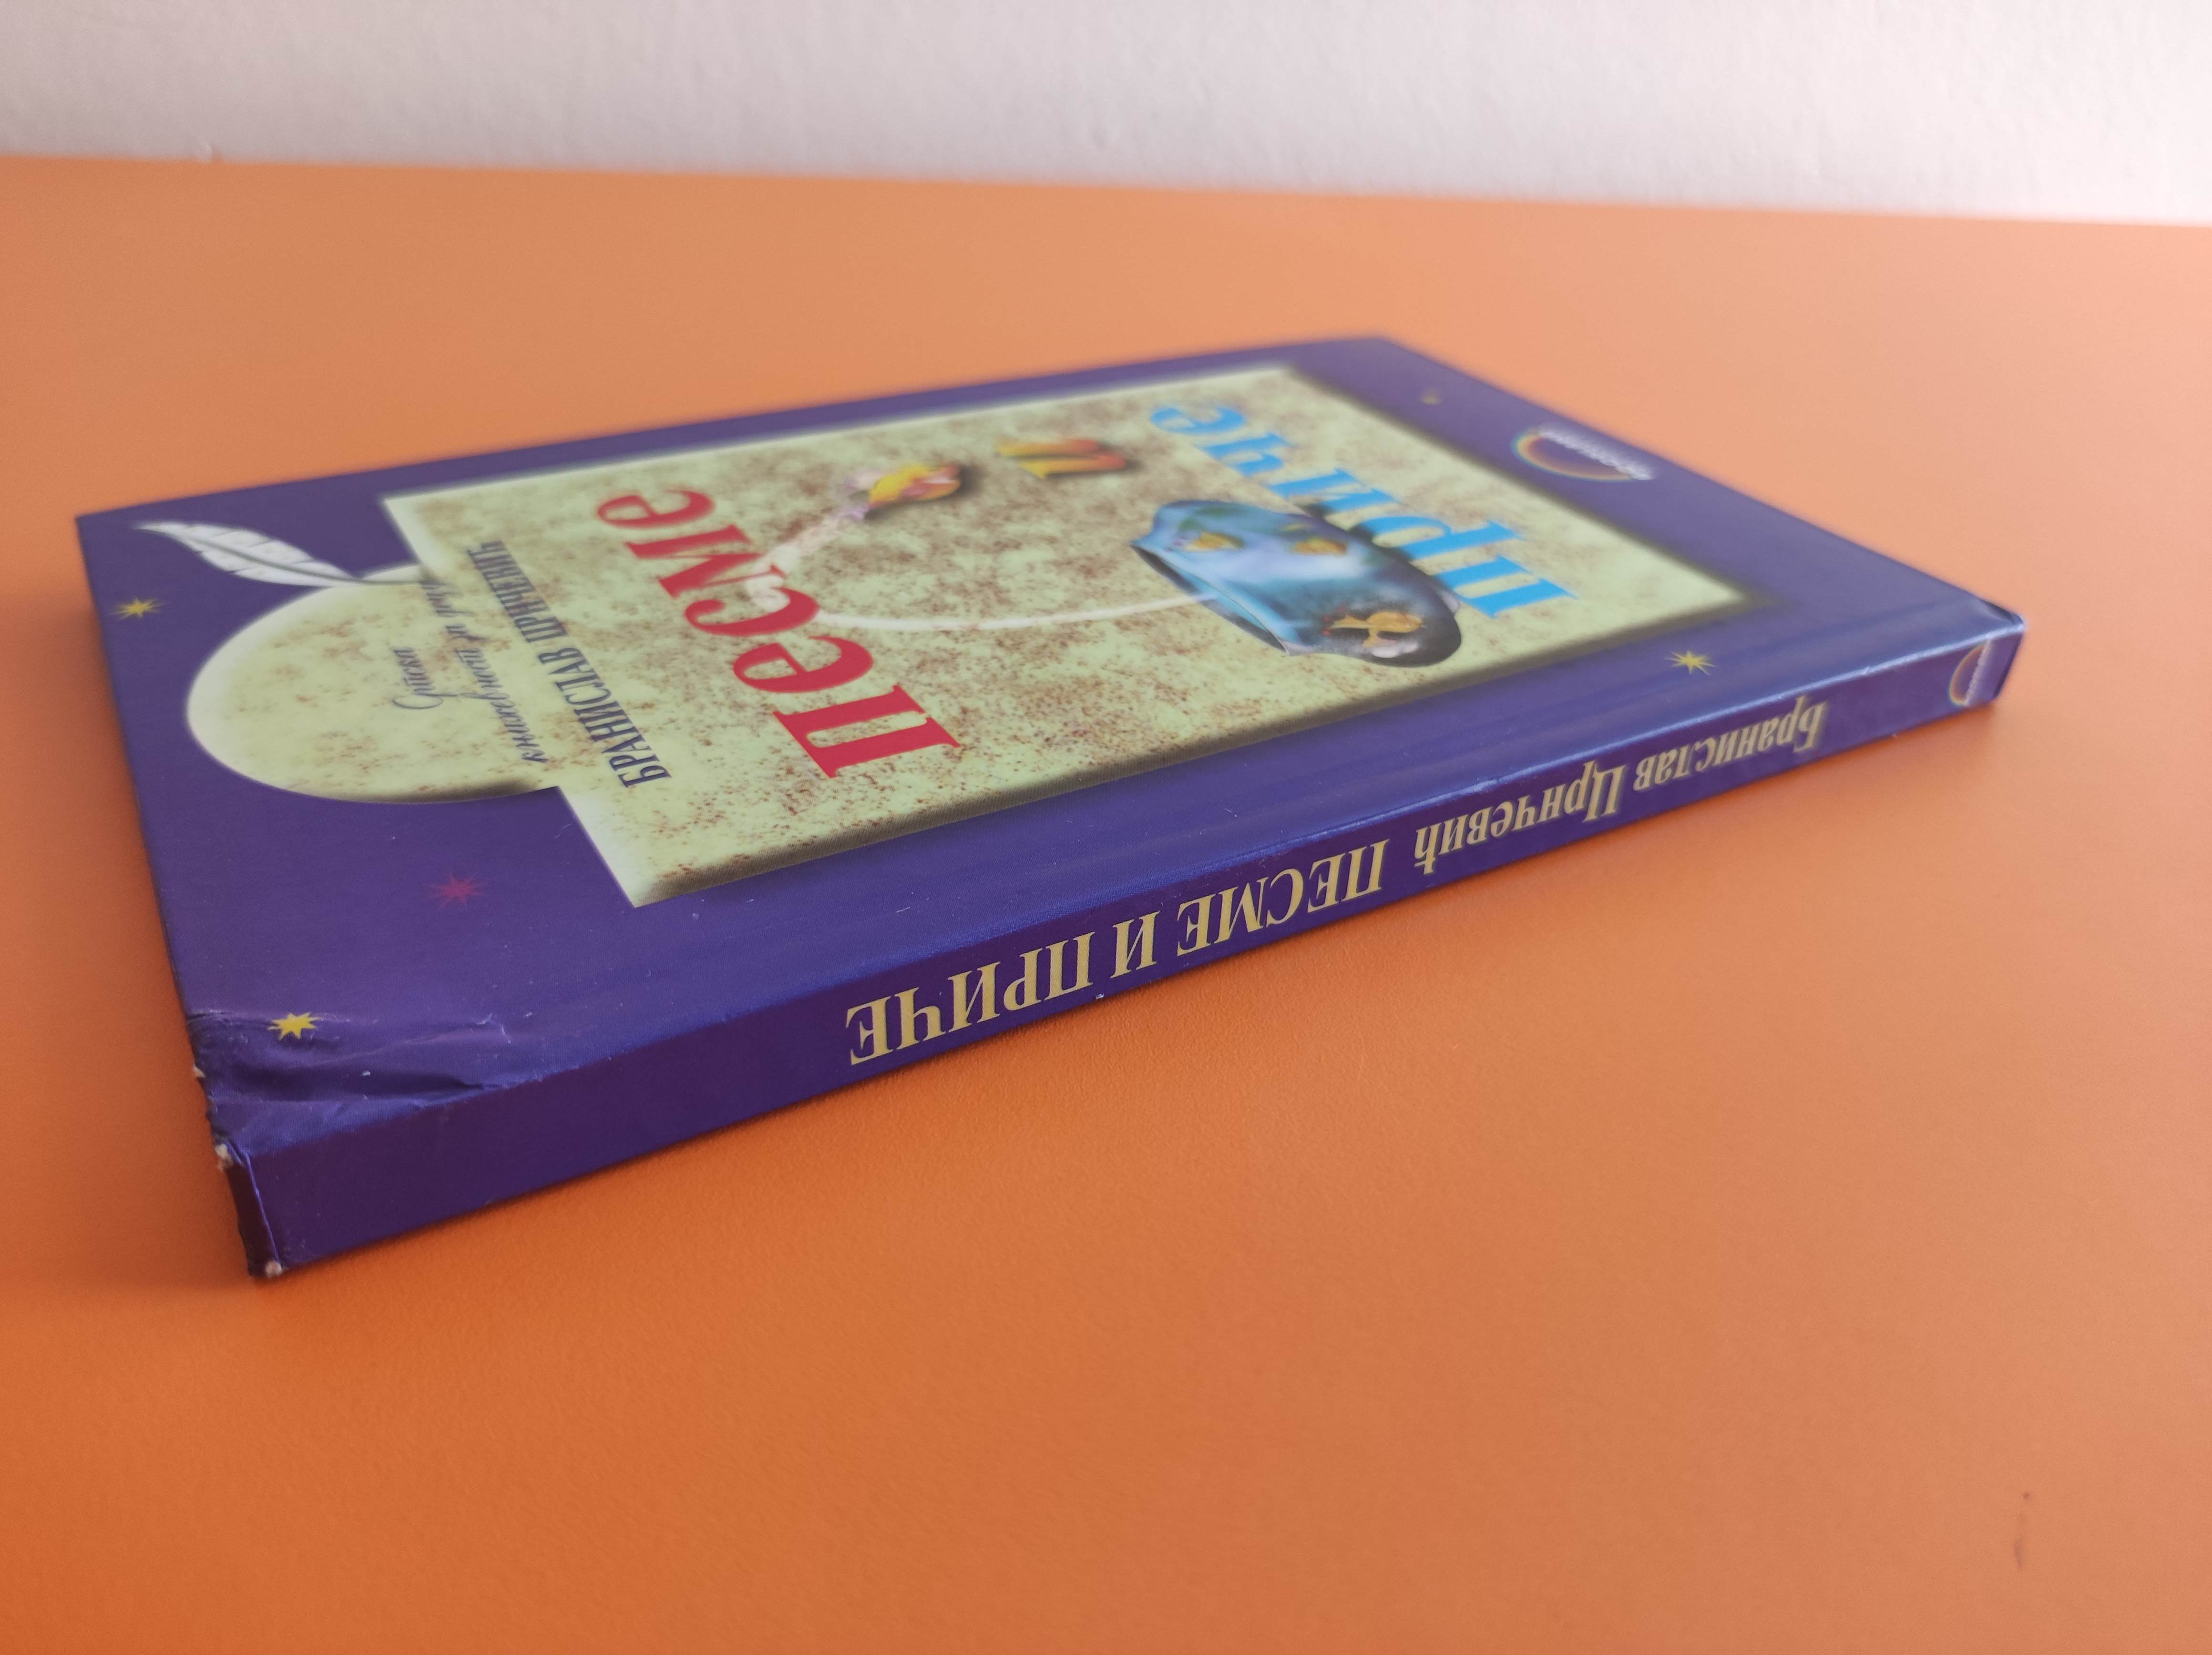 Српска
књижевност за децу
БРАНИСЛАВ ЦРНЧЕВИЋ
Песме
и
приче
Бранислав Црнчевић ПЕСМЕ И ПРИЧЕ